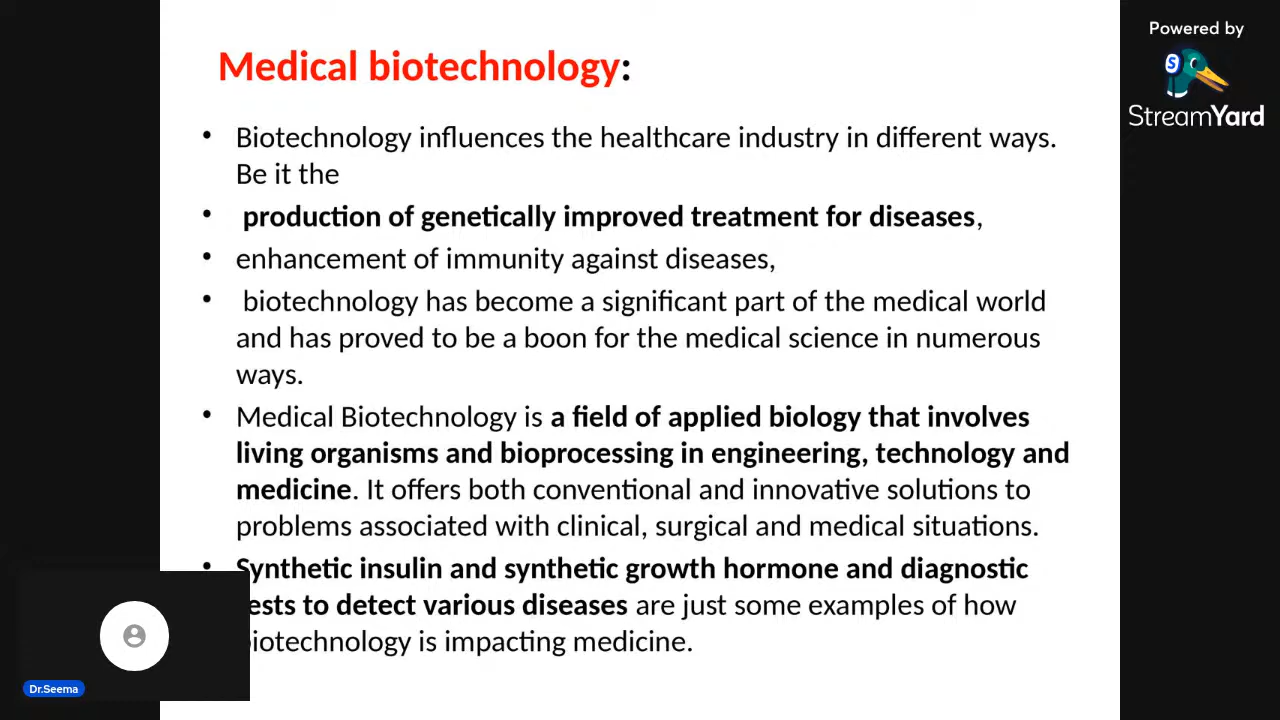 Powered by
StreamYard
Medical biotechnology:
• Biotechnology influences the healthcare industry in different ways.
Be it the
• production of genetically improved treatment for diseases,
• enhancement of immunity against diseases,
• biotechnology has become a significant part of the medical world
and has proved to be a boon for the medical science in numerous
ways.
• Medical Biotechnology is a field of applied biology that involves
living organisms and bioprocessing in engineering, technology and
medicine. It offers both conventional and innovative solutions to
problems associated with clinical, surgical and medical situations.
• Synthetic insulin and synthetic growth hormone and diagnostic
ests to detect various diseases are just some examples of how
iotechnology is impacting medicine.
Dr.Seema